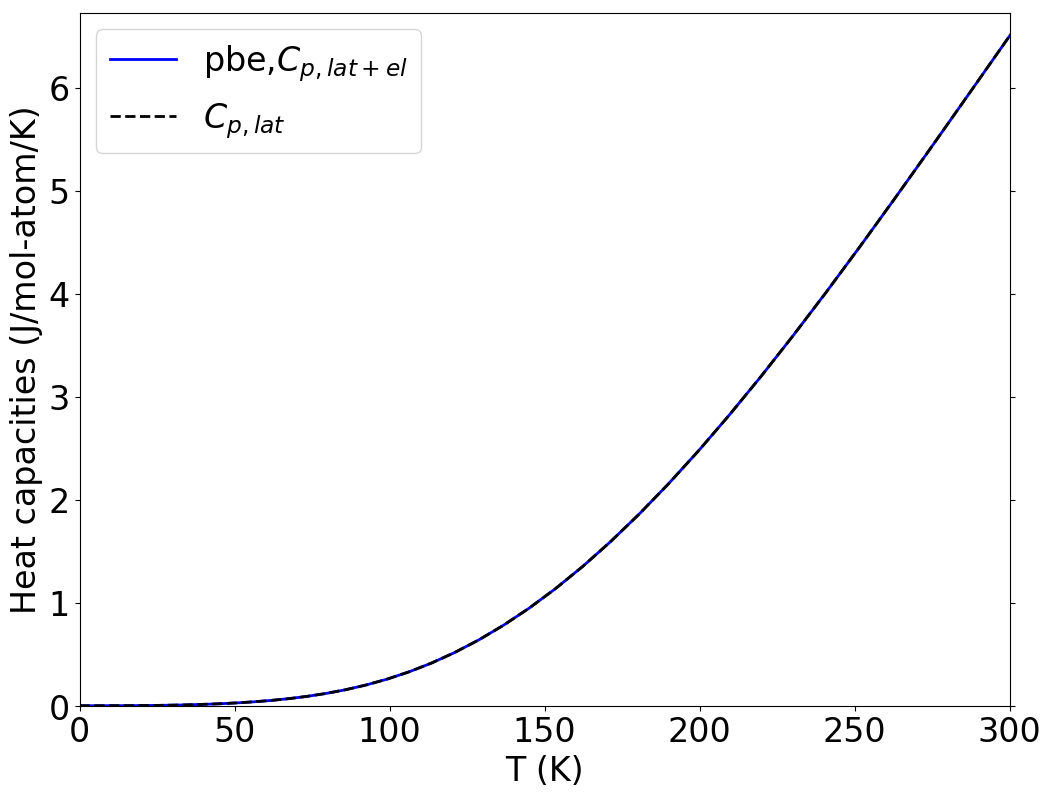 pbe,C_{p,lat+el}
C_{p,lat}
Heat capacities (J/mol-atom/K)
6
5
4
3
2
1
0
0 50 100 150 200 250 300
T (K)